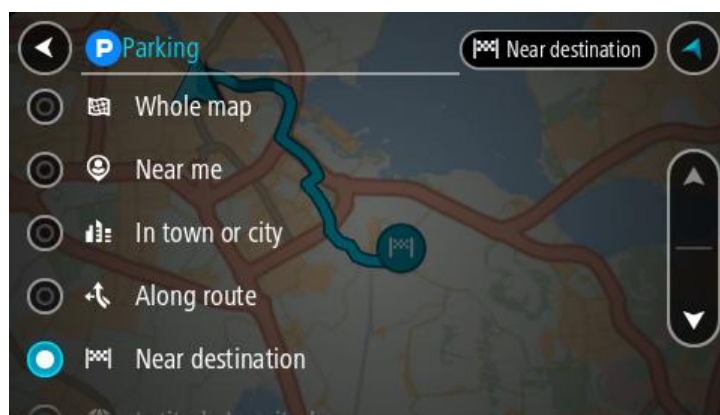 P Parking
Near destination
Whole map
Near me
In town or city
Along route
Near destination